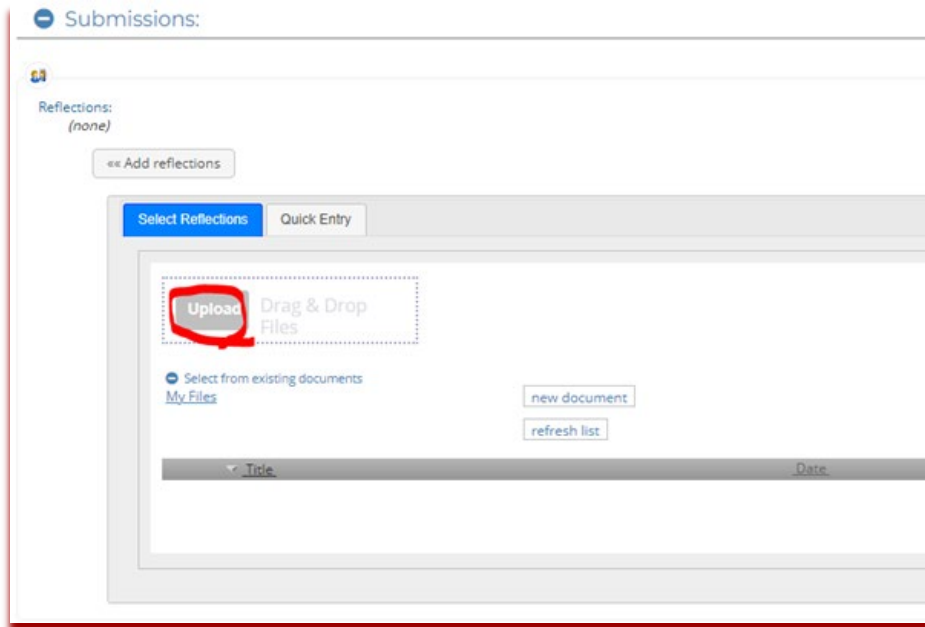 Submissions:
Reflections:
(none)
«« Add reflections
Select Reflections
Quick Entry
Upload
Drag & Drop
Files
Select from existing documents
My Files
new document
refresh list
Title
Date